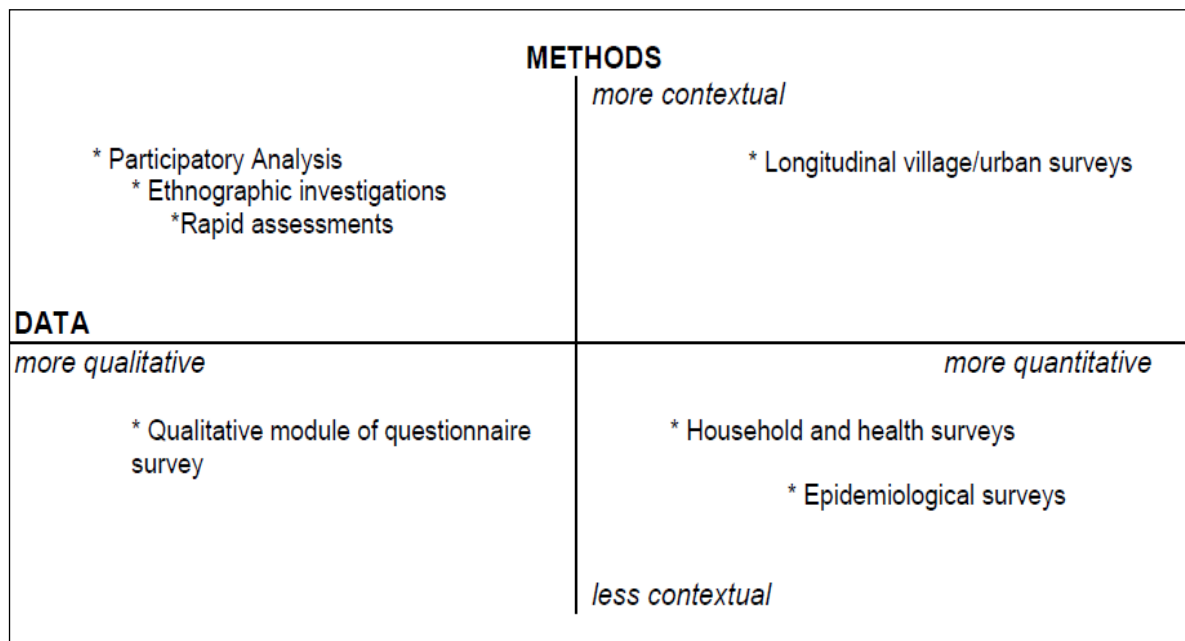 METHODS
more contextual
* Participatory Analysis
* Longitudinal village/urban surveys
* Ethnographic investigations
*Rapid assessments
DATA
more qualitative
more quantitative
* Qualitative module of questionnaire
survey
* Household and health surveys
* Epidemiological surveys
less contextual